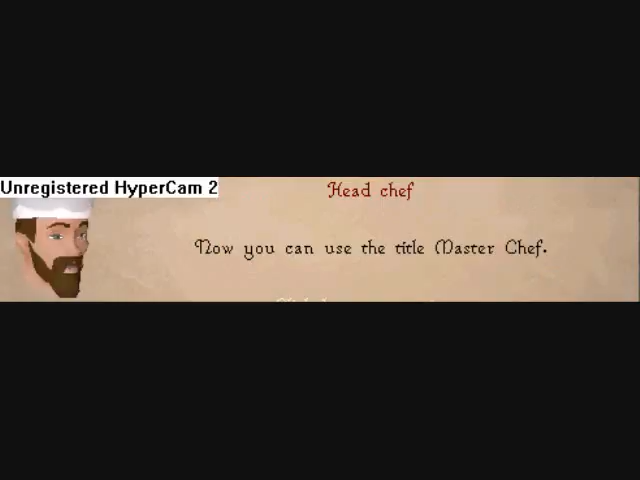 Unregistered HyperCam 2
Head chef
Now you can use the title Master Chef.